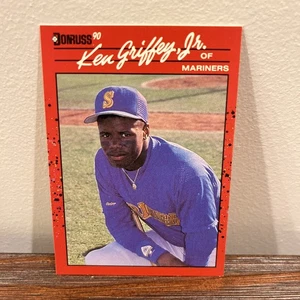 DONRUSS 90
Ken Griffey, Jr.
OF
MARINERS
S